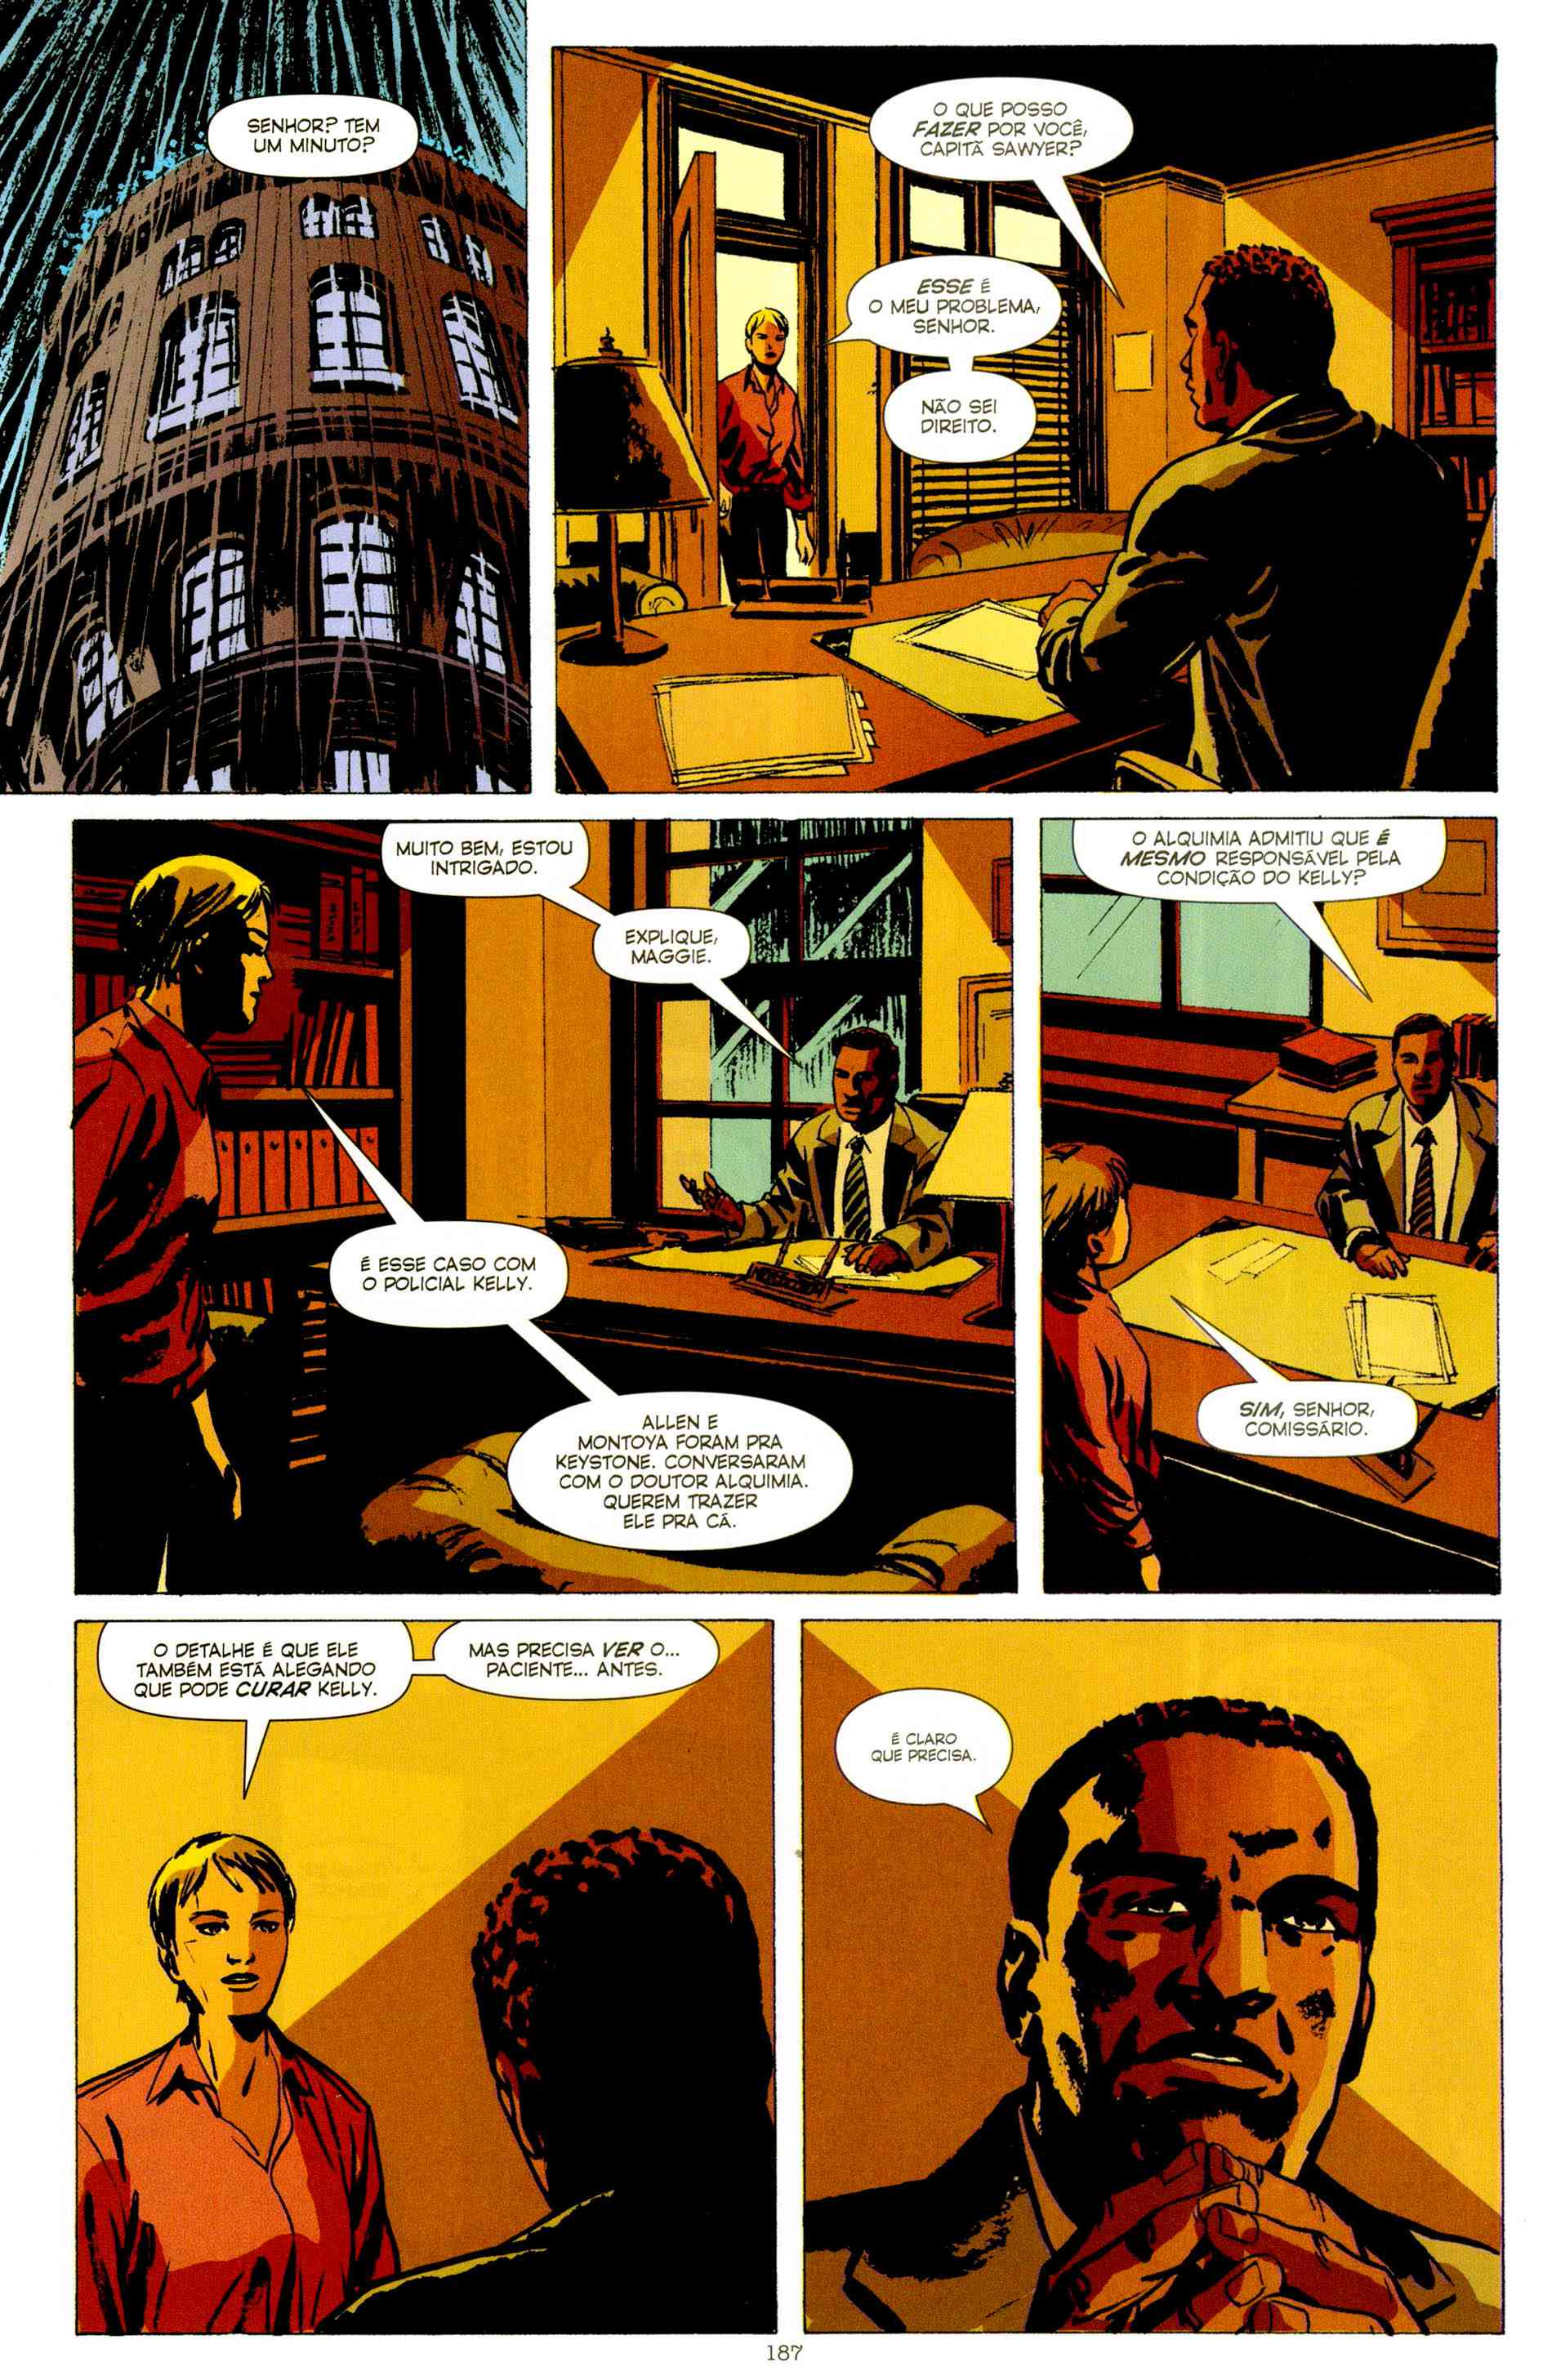 SENHOR? TEM
UM MINUTO?
O QUE POSSO
FAZER POR VOCÊ,
CAPITÃ SAWYER?
ESSE É
O MEU PROBLEMA,
SENHOR.
NÃO SEI
DIREITO.
MUITO BEM, ESTOU
INTRIGADO.
EXPLIQUE,
MAGGIE.
É ESSE CASO COM
O POLICIAL KELLY.
ALLEN E
MONTOYA FORAM PRA
KEYSTONE. CONVERSARAM
COM O DOUTOR ALQUIMIA.
QUEREM TRAZER
ELE PRA CÁ.
O ALQUIMIA ADMITIU QUE É
MESMO RESPONSÁVEL PELA
CONDIÇÃO DO KELLY?
SIM, SENHOR,
COMISSÁRIO.
O DETALHE É QUE ELE
TAMBÉM ESTÁ ALEGANDO
QUE PODE CURAR KELLY.
MAS PRECISA VER O...
PACIENTE... ANTES.
É CLARO
QUE PRECISA.
187